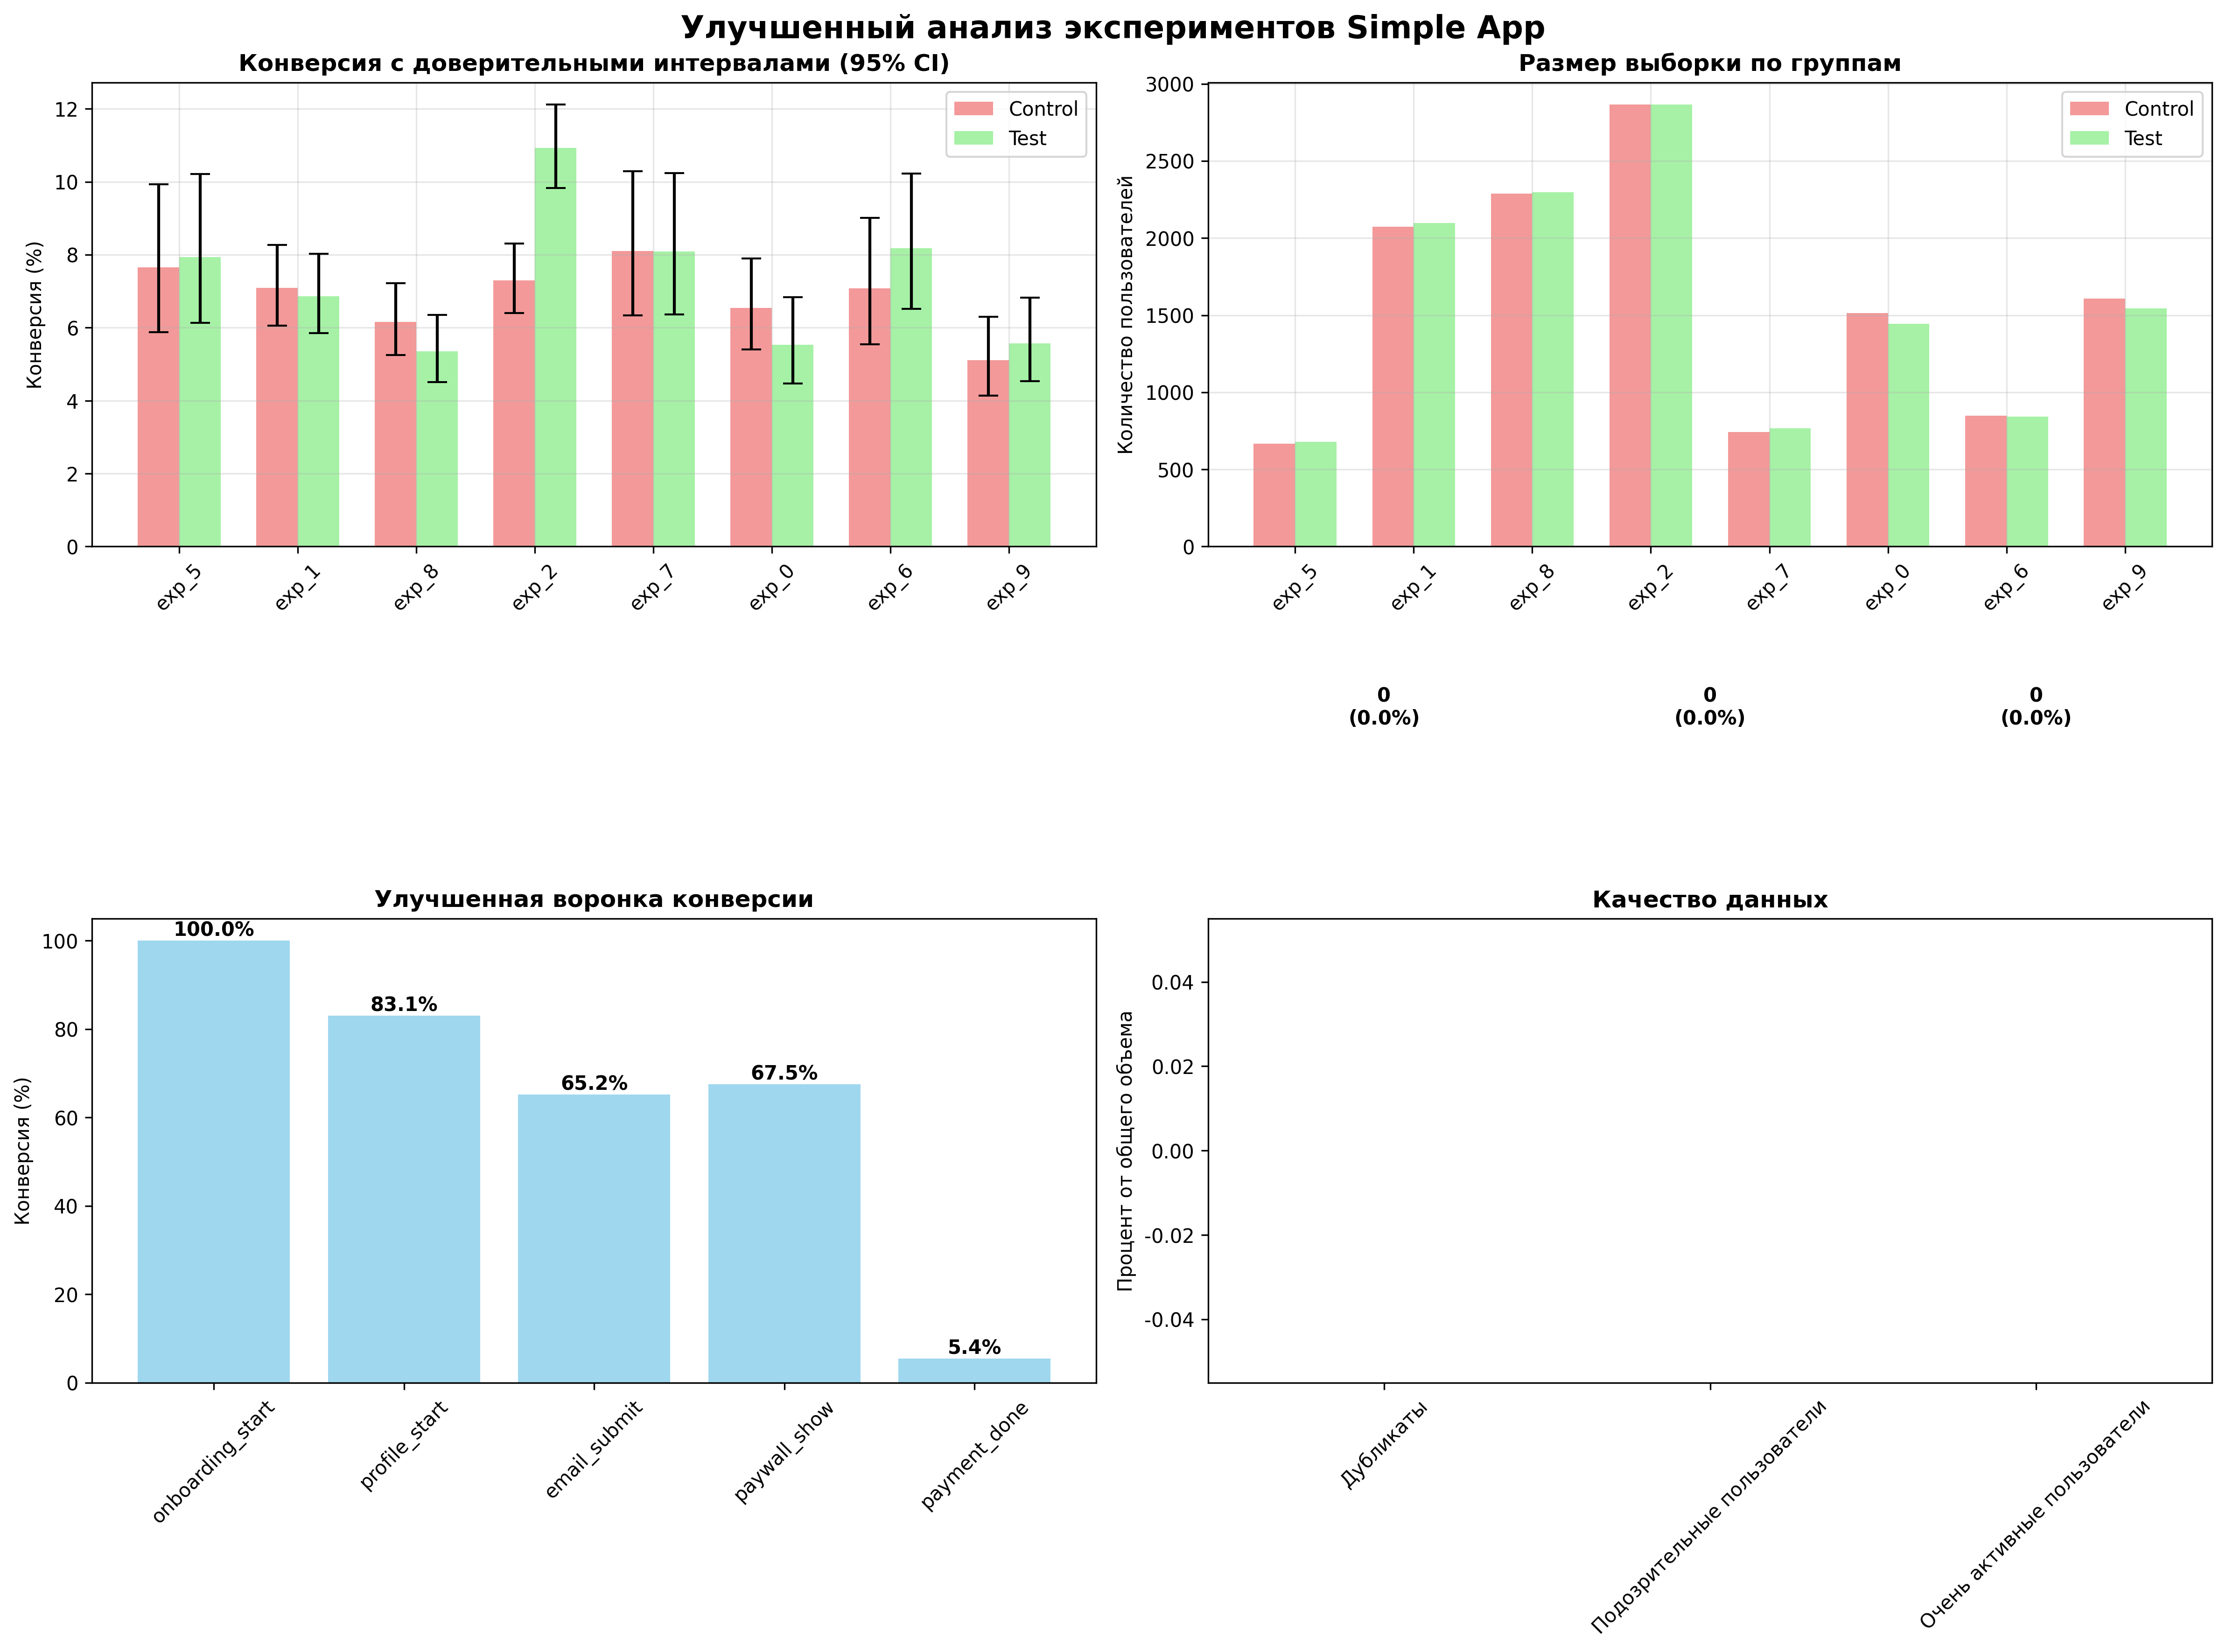 Улучшенный анализ экспериментов Simple App
Конверсия с доверительными интервалами (95% CI)
Конверсия (%)
12
10
8
6
4
2
0
Control
Test
exp_5
exp_1
exp_8
exp_2
exp_7
exp_0
exp_6
exp_9
Размер выборки по группам
Количество пользователей
3000
2500
2000
1500
1000
500
0
Control
Test
exp_5
exp_1
exp_8
exp_2
exp_7
exp_0
exp_6
exp_9
Улучшенная воронка конверсии
Конверсия (%)
100
80
60
40
20
0
100.0%
83.1%
65.2%
67.5%
5.4%
onboarding_start
profile_start
email_submit
paywall_show
payment_done
0
(0.0%)
0
(0.0%)
0
(0.0%)
Качество данных
Процент от общего объема
0.04
0.02
0.00
-0.02
-0.04
Дубликаты
Подозрительные пользователи
Очень активные пользователи